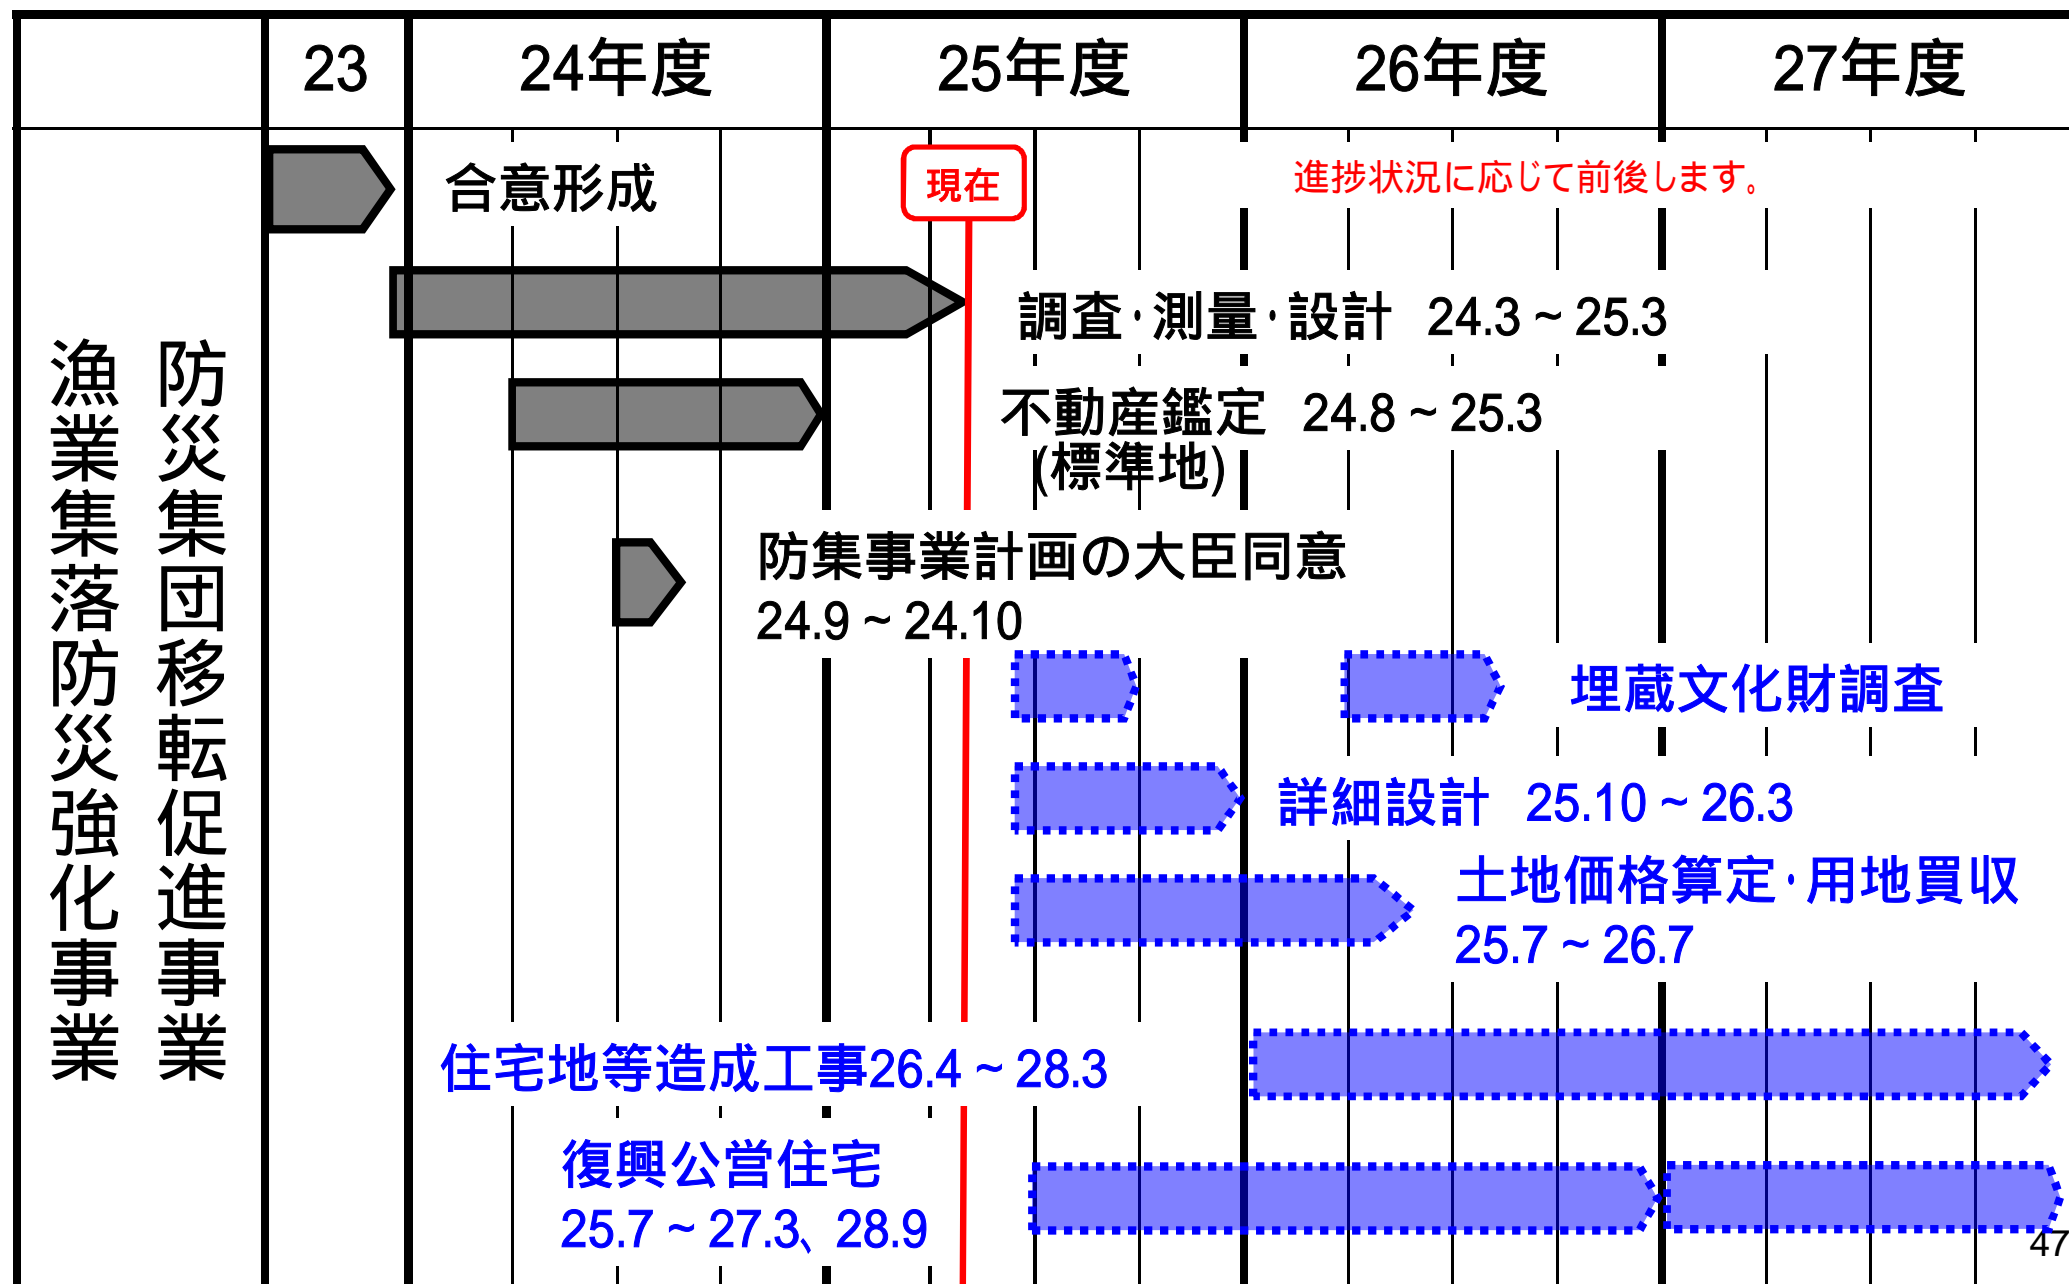 23
24年度
25年度
26年度
27年度
防災集団移転促進事業
漁業集落防災強化事業
合意形成
現在
進捗状況に応じて前後します。
調査・測量・設計 24.3～25.3
不動産鑑定 24.8～25.3
(標準地)
防集事業計画の大臣同意
24.9～24.10
埋蔵文化財調査
詳細設計 25.10～26.3
土地価格算定・用地買収
25.7～26.7
住宅地等造成工事26.4～28.3
復興公営住宅
25.7～27.3、28.9
47